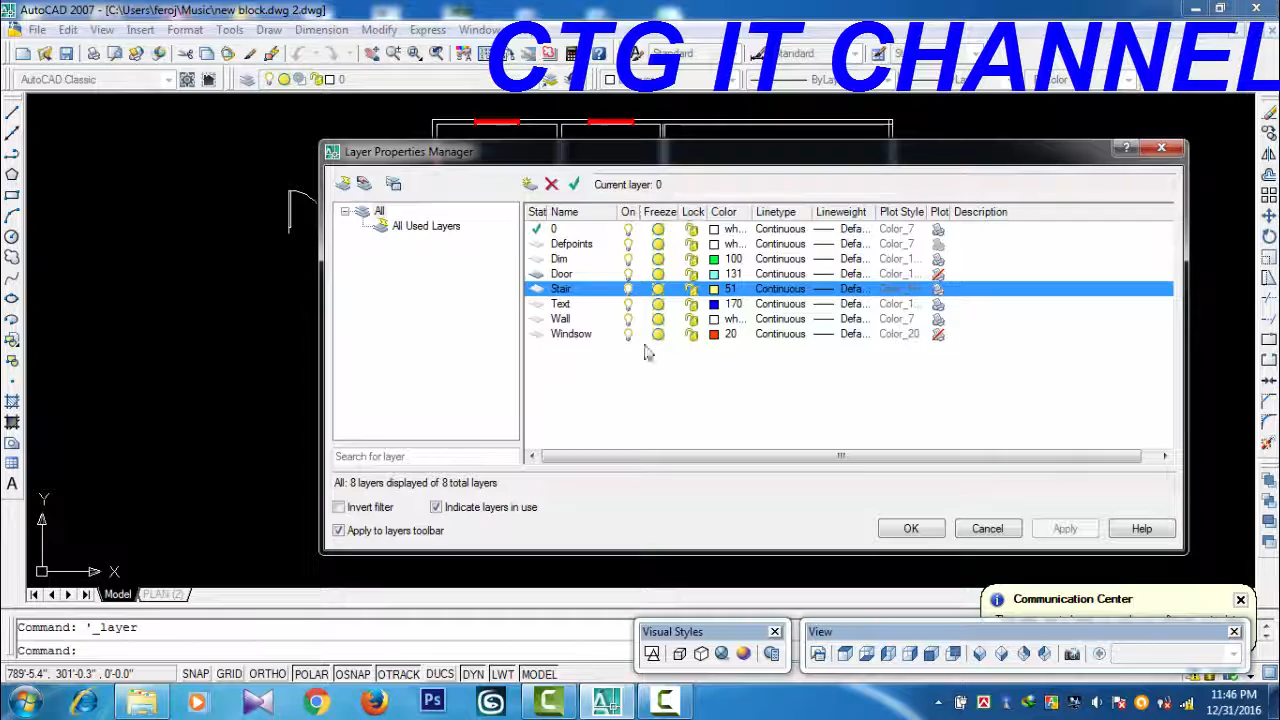 AutoCAD 2007 - [C:\Users\feroj\Music\new block.dwg 2.dwg]
File Edit View Insert Format Tools Draw Dimension Modify Express Window
CTG IT CHANNEL
Standard Standard
AutoCAD Classic 0 ByLayer Color
Layer Properties Manager
Current layer: 0
All
All Used Layers
Stat Name On Freeze Lock Color Linetype Lineweight Plot Style Plot Description
0 wh... Continuous Defa... Color_7
Defpoints wh... Continuous Defa... Color_7
Dim 100 Continuous Defa... Color_1...
Door 131 Continuous Defa... Color_1...
Stair 51 Continuous Defa...
Text 170 Continuous Defa... Color_1...
Wall wh... Continuous Defa... Color_7
Windsow 20 Continuous Defa... Color_20
Search for layer
All: 8 layers displayed of 8 total layers
Invert filter Indicate layers in use
Apply to layers toolbar
OK Cancel Apply Help
Y
X
Model PLAN (2)
Communication Center
Command: '_layer
Command:
Visual Styles
View
789'-5.4", 301'-0.3" , 0'-0.0" SNAP GRID ORTHO POLAR OSNAP OTRACK DUCS DYN LWT MODEL
11:46 PM
12/31/2016